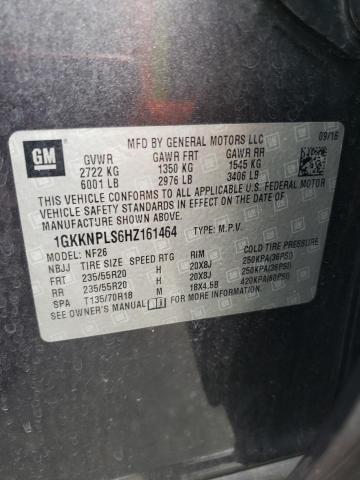 GM
MFD BY GENERAL MOTORS LLC 09/16
GVWR GAWR FRT GAWR RR
2722 KG 1350 KG 1545 KG
6001 LB 2976 LB 3406 LB
THIS VEHICLE CONFORMS TO ALL APPLICABLE U.S. FEDERAL
MOTOR VEHICLE SAFETY STANDARDS IN EFFECT ON THE DATE OF
MANUFACTURE SHOWN ABOVE.
1GKKNPLS6HZ161464 TYPE: M.P.V.
MODEL: NF26
NBJJ TIRE SIZE SPEED RTG RIM COLD TIRE PRESSURE
FRT 235/55R20 H 20X8J 250KPA(36PSI)
RR 235/55R20 H 20X8J 250KPA(36PSI)
SPA T135/70R18 M 18X4.5B 420KPA(60PSI)
SEE OWNER'S MANUAL FOR MORE INFORMATION.